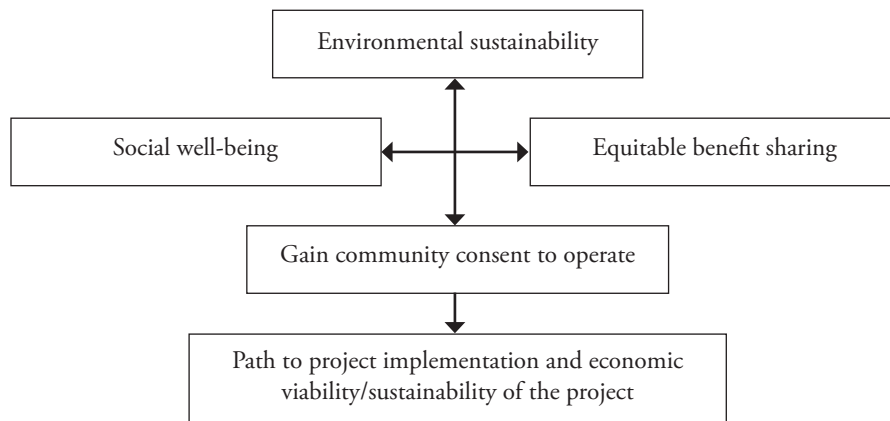 Environmental sustainability
Social well-being
Equitable benefit sharing
Gain community consent to operate
Path to project implementation and economic
viability/sustainability of the project